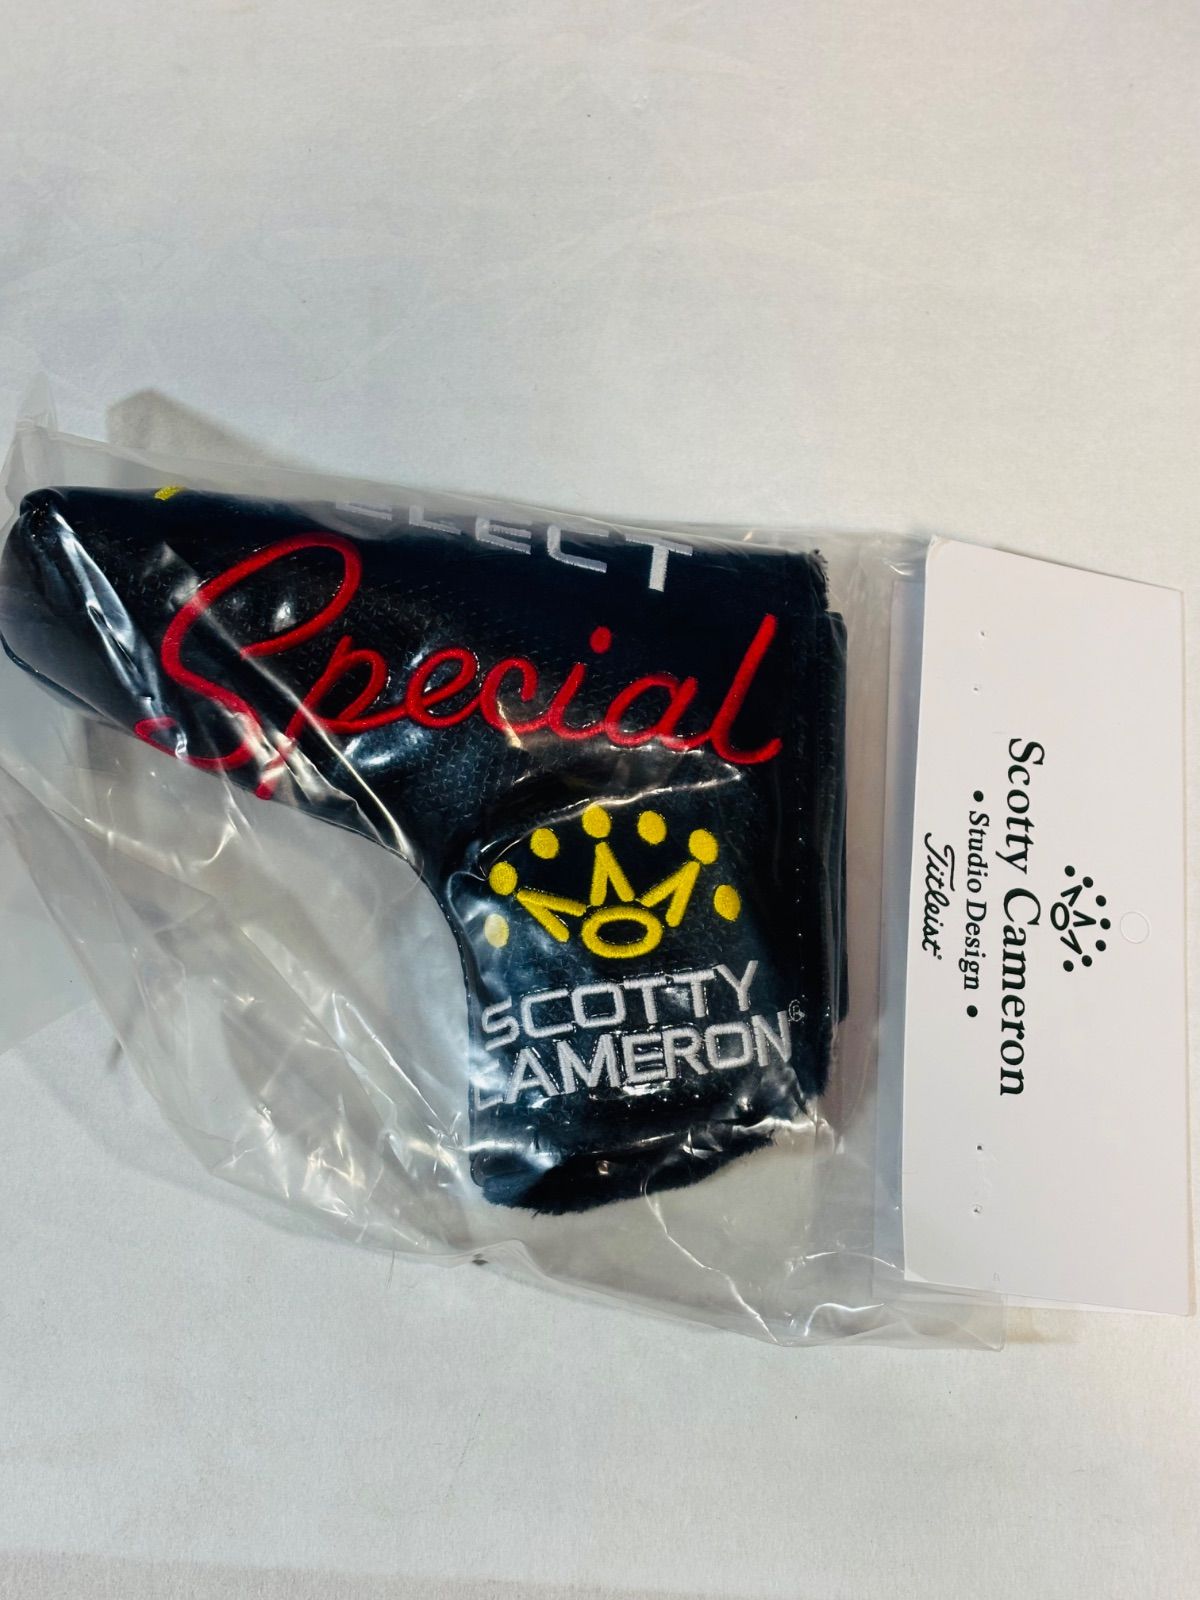 Special
SCOTTY
CAMERON
Scotty Cameron
• Studio Design •
Titleist